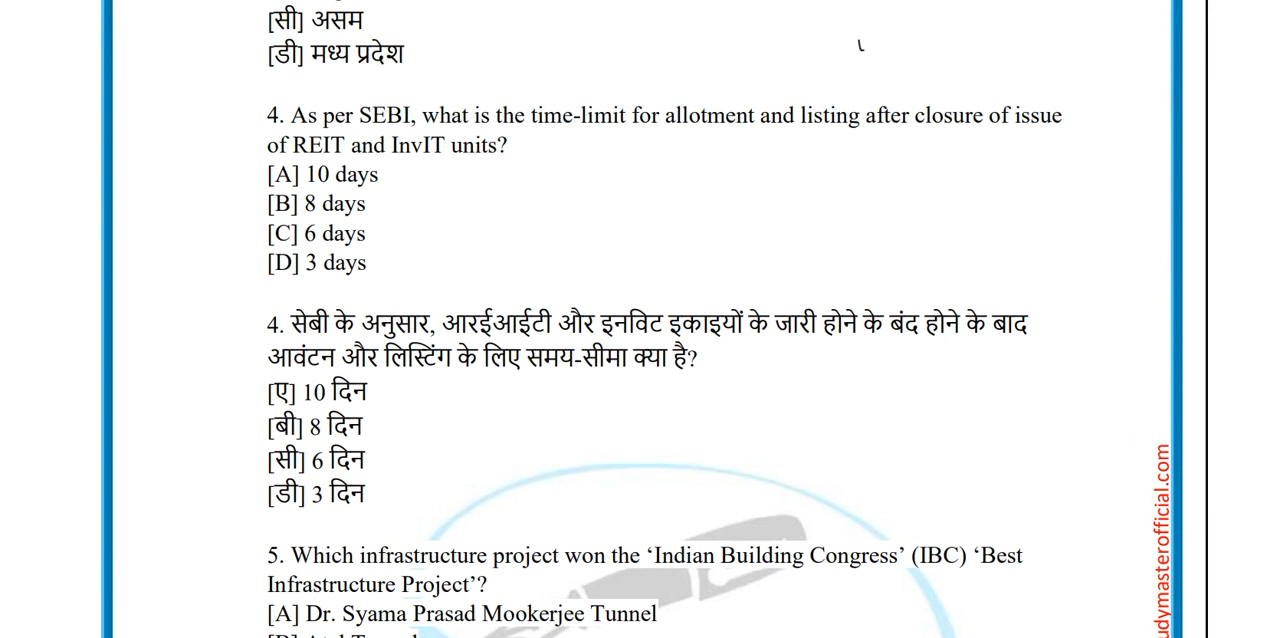 [सी] असम
[डी] मध्य प्रदेश
4. As per SEBI, what is the time-limit for allotment and listing after closure of issue
of REIT and InvIT units?
[A] 10 days
[B] 8 days
[C] 6 days
[D] 3 days
4. सेबी के अनुसार, आरईआईटी और इनविट इकाइयों के जारी होने के बंद होने के बाद
आवंटन और लिस्टिंग के लिए समय-सीमा क्या है?
[ए] 10 दिन
[बी] 8 दिन
[सी] 6 दिन
[डी] 3 दिन
5. Which infrastructure project won the ‘Indian Building Congress’ (IBC) ‘Best
Infrastructure Project’?
[A] Dr. Syama Prasad Mookerjee Tunnel
udymasterofficial.com